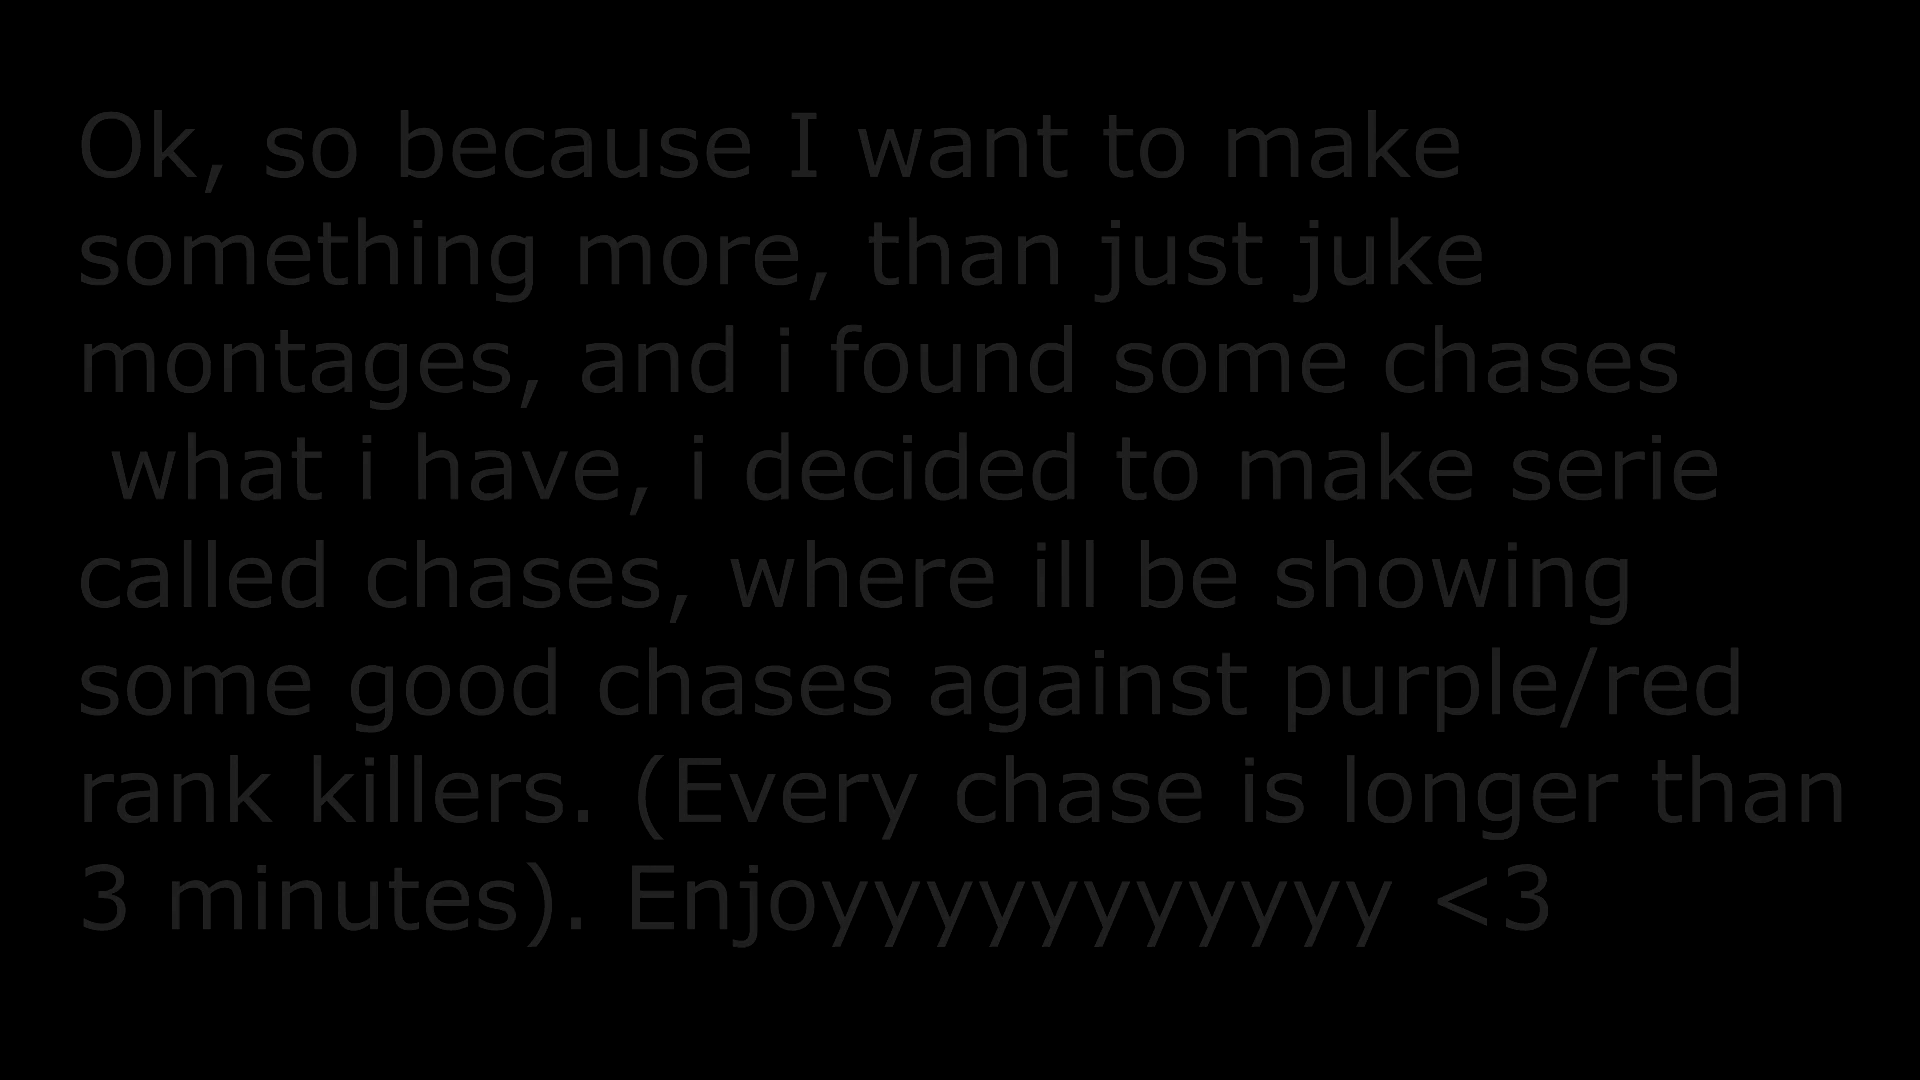 Ok, so because I want to make
something more, than just juke
montages, and i found some chases
what i have, i decided to make serie
called chases, where ill be showing
some good chases against purple/red
rank killers. (Every chase is longer than
3 minutes). Enjoyyyyyyyyyyy <3